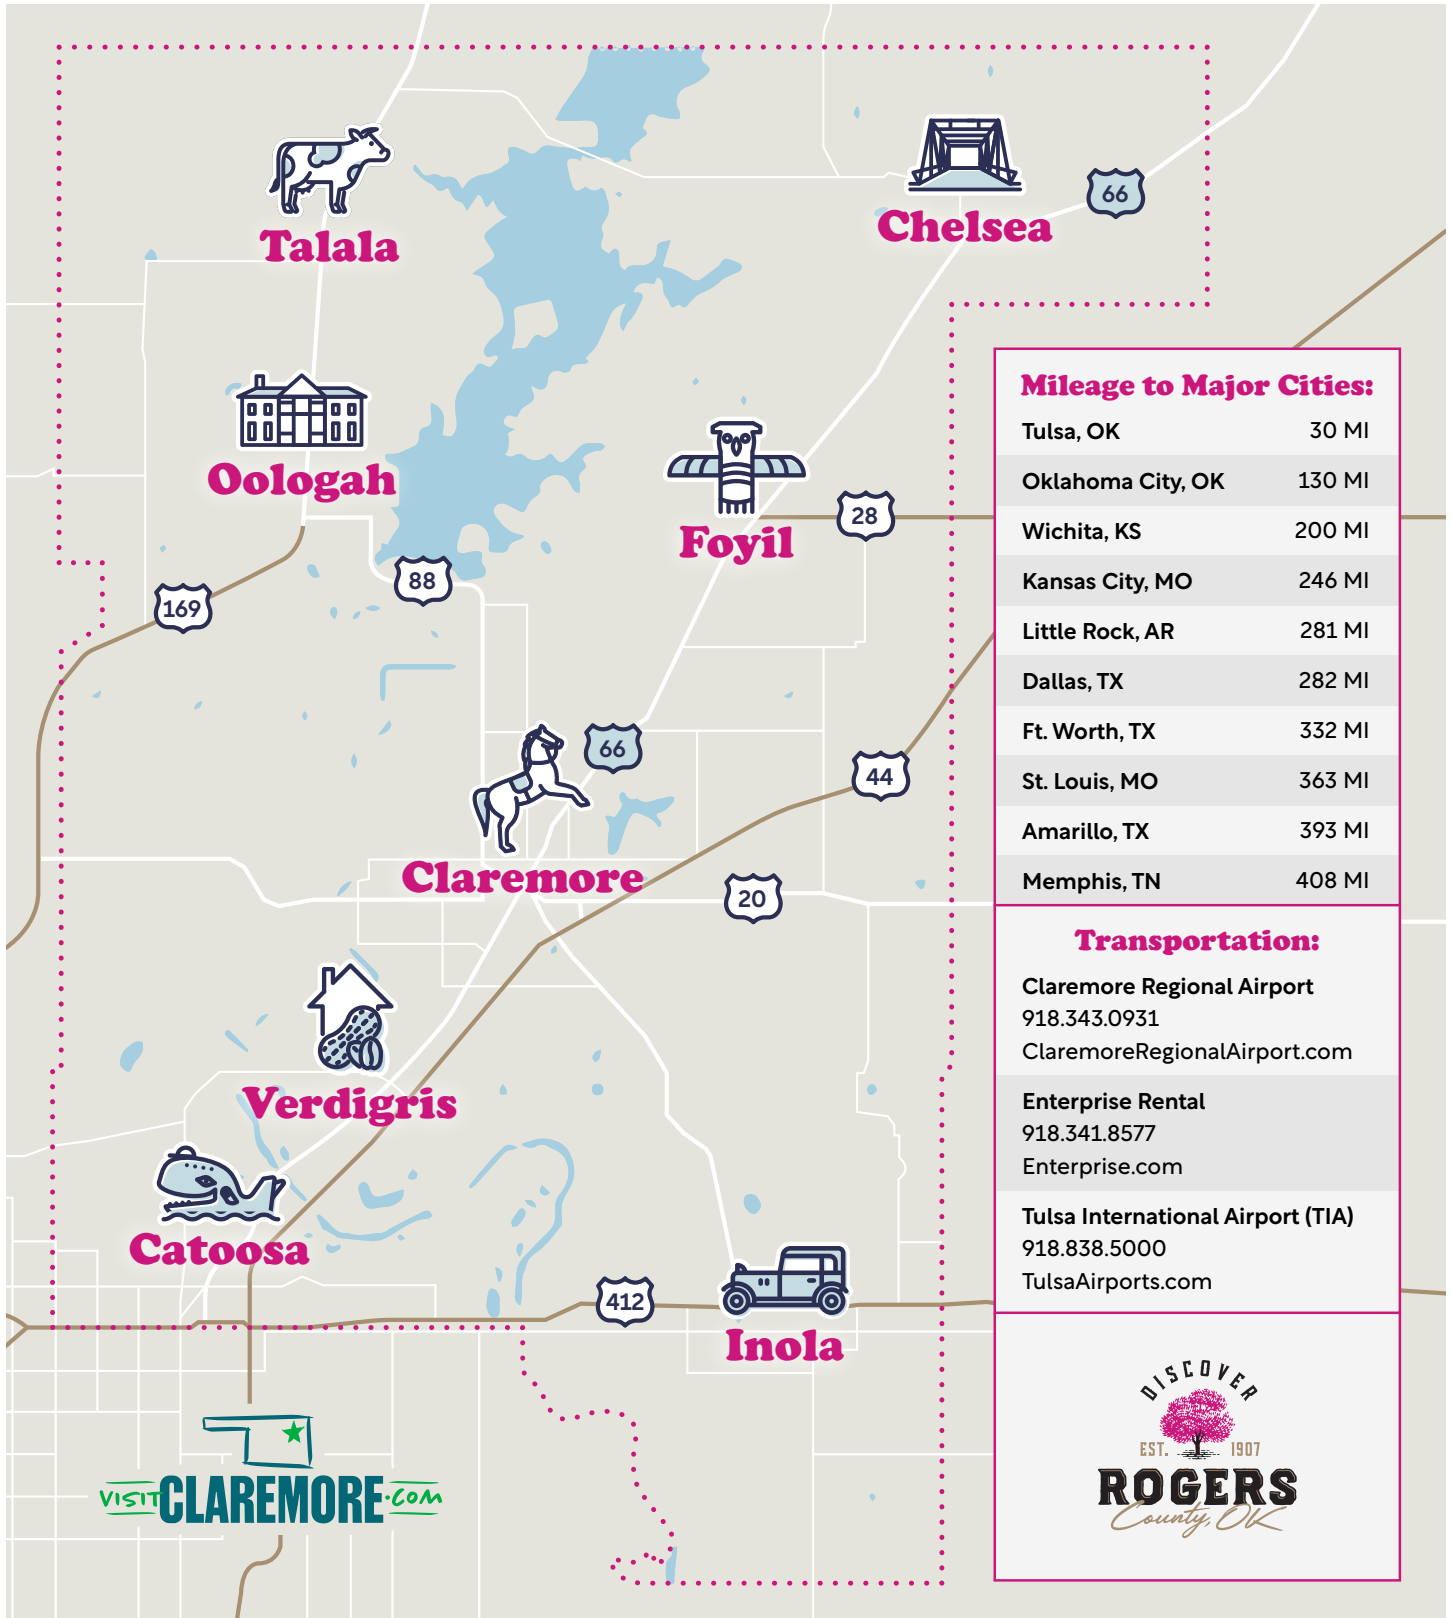 Talala
Chelsea
66
Oologah
Foyil
28
88
169
66
44
Claremore
20
Verdigris
Catoosa
412
Inola
VISIT CLAREMORE.COM
Mileage to Major Cities:
Tulsa, OK 30 MI
Oklahoma City, OK 130 MI
Wichita, KS 200 MI
Kansas City, MO 246 MI
Little Rock, AR 281 MI
Dallas, TX 282 MI
Ft. Worth, TX 332 MI
St. Louis, MO 363 MI
Amarillo, TX 393 MI
Memphis, TN 408 MI
Transportation:
Claremore Regional Airport
918.343.0931
ClaremoreRegionalAirport.com
Enterprise Rental
918.341.8577
Enterprise.com
Tulsa International Airport (TIA)
918.838.5000
TulsaAirports.com
DISCOVER
EST. 1907
ROGERS
County, OK